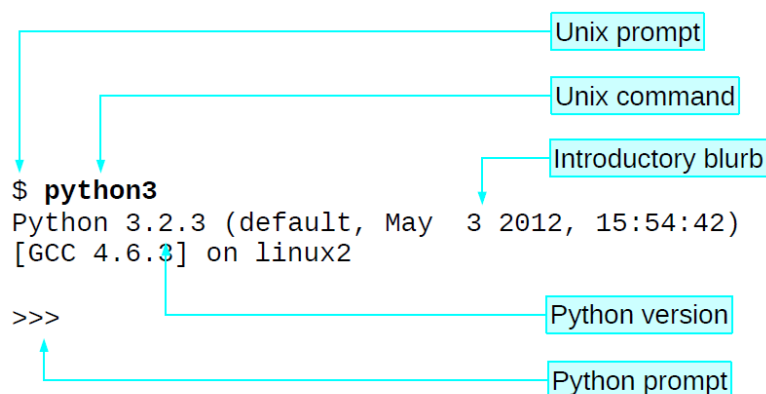 Unix prompt
Unix command
Introductory blurb
$ python3
Python 3.2.3 (default, May  3 2012, 15:54:42)
[GCC 4.6.3] on linux2
>>>
Python version
Python prompt